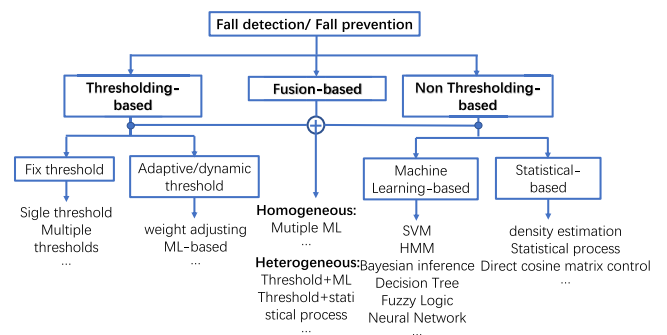 Fall detection/ Fall prevention
Thresholding-
based
Fusion-based
Non Thresholding-
based
Fix threshold
Adaptive/dynamic
threshold
Machine
Learning-based
Statistical-
based
Sigle threshold
Multiple
thresholds
...
weight adjusting
ML-based
...
Homogeneous:
Mutiple ML
...
Heterogeneous:
Threshold+ML
Threshold+stati
stical process
...
SVM
HMM
Bayesian inference
Decision Tree
Fuzzy Logic
Neural Network
...
density estimation
Statistical process
Direct cosine matrix control
...